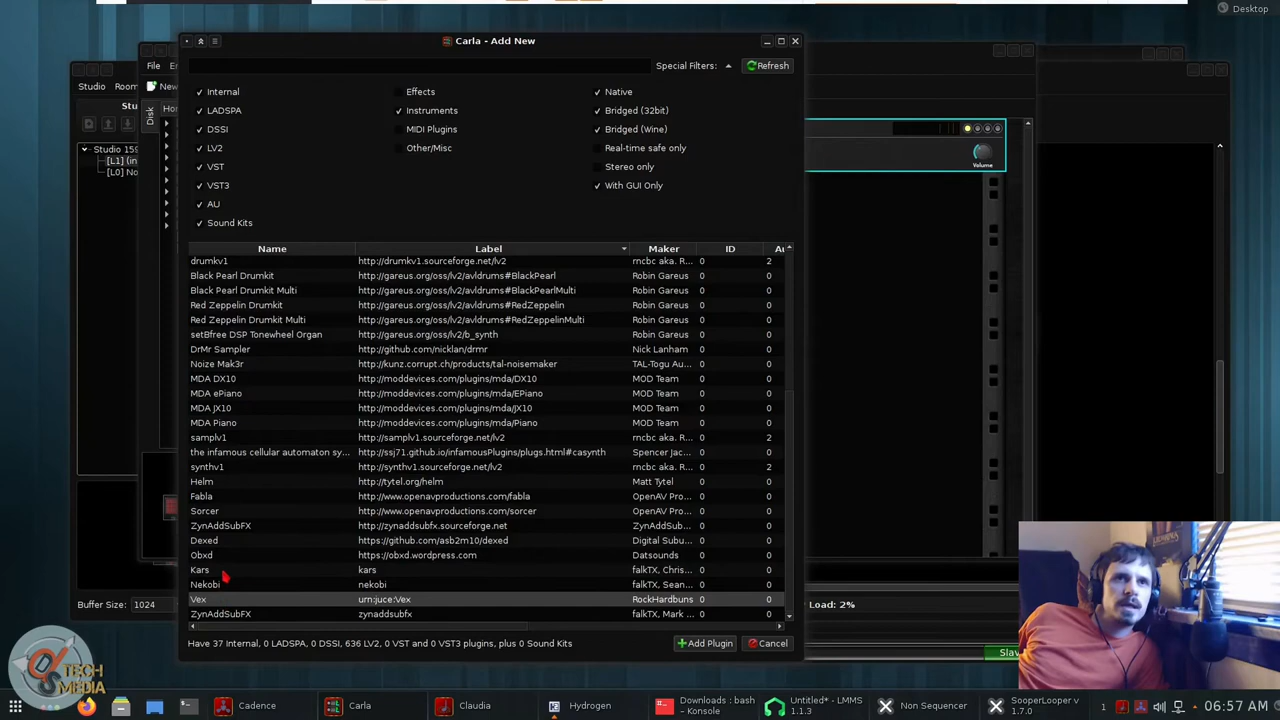 Desktop
Carla - Add New
Special Filters:
Refresh
Internal
LADSPA
DSSI
LV2
VST
VST3
AU
Sound Kits
Effects
Instruments
MIDI Plugins
Other/Misc
Native
Bridged (32bit)
Bridged (Wine)
Real-time safe only
Stereo only
With GUI Only
Name Label Maker ID Au
drumkv1 http://drumkv1.sourceforge.net/lv2 rncbc aka. R... 0 2
Black Pearl Drumkit http://gareus.org/oss/lv2/avldrums#BlackPearl Robin Gareus 0 0
Black Pearl Drumkit Multi http://gareus.org/oss/lv2/avldrums#BlackPearlMulti Robin Gareus 0 0
Red Zeppelin Drumkit http://gareus.org/oss/lv2/avldrums#RedZeppelin Robin Gareus 0 0
Red Zeppelin Drumkit Multi http://gareus.org/oss/lv2/avldrums#RedZeppelinMulti Robin Gareus 0 0
setBfree DSP Tonewheel Organ http://gareus.org/oss/lv2/b_synth Robin Gareus 0 0
DrMr Sampler http://github.com/nicklan/drmr Nick Lanham 0 0
Noize Mak3r http://kunz.corrupt.ch/products/tal-noisemaker TAL-Togu Au... 0 0
MDA DX10 http://moddevices.com/plugins/mda/DX10 MOD Team 0 0
MDA ePiano http://moddevices.com/plugins/mda/EPiano MOD Team 0 0
MDA JX10 http://moddevices.com/plugins/mda/JX10 MOD Team 0 0
MDA Piano http://moddevices.com/plugins/mda/Piano MOD Team 0 0
samplv1 http://samplv1.sourceforge.net/lv2 rncbc aka. R... 0 2
the infamous cellular automaton sy... http://ssj71.github.io/infamousPlugins/plugs.html#casynth Spencer Jac... 0 0
synthv1 http://synthv1.sourceforge.net/lv2 rncbc aka. R... 0 2
Helm http://tytel.org/helm Matt Tytel 0 0
Fabla http://www.openavproductions.com/fabla OpenAV Pro... 0 0
Sorcer http://www.openavproductions.com/sorcer OpenAV Pro... 0 0
ZynAddSubFX http://zynaddsubfx.sourceforge.net ZynAddSub... 0 0
Dexed https://github.com/asb2m10/dexed Digital Subu... 0 0
Obxd https://obxd.wordpress.com Datsounds 0 0
Kars kars falkTX, Chris... 0 0
Nekobi nekobi falkTX, Sean... 0 0
Vex urn:juce:Vex RockHardbuns 0 0
ZynAddSubFX zynaddsubfx falkTX, Mark ... 0 0
Have 37 Internal, 0 LADSPA, 0 DSSI, 636 LV2, 0 VST and 0 VST3 plugins, plus 0 Sound Kits
Add Plugin
Cancel
File
New
Disk
Studio Room
Stu
Studio 159
[L1] (in
[L0] No
Buffer Size: 1024
Volume
Load: 2%
Slav
TECH
MEDIA
Cadence
Carla
Claudia
Hydrogen
Downloads : bash
– Konsole
Untitled* - LMMS
1.1.3
Non Sequencer
SooperLooper v
1.7.0
1
06:57 AM